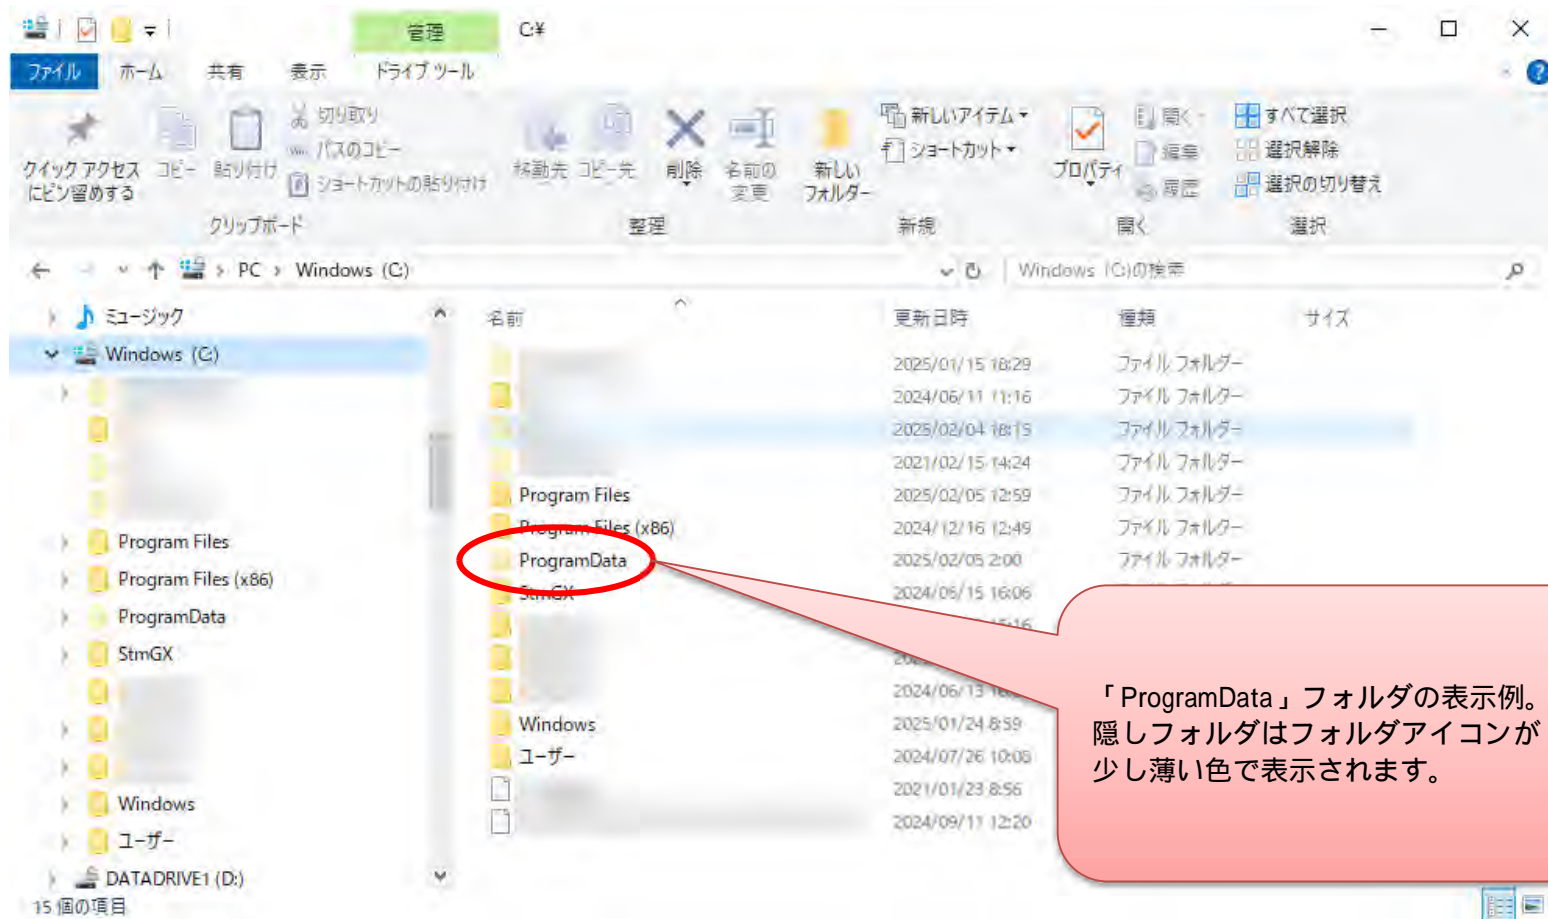 管理
C:¥
ファイル ホーム 共有 表示 ドライブ ツール
クイック アクセス
にピン留めする
コピー
貼り付け
切り取り
パスのコピー
ショートカットの貼り付け
クリップボード
移動先
コピー先
削除
名前の
変更
整理
新しい
フォルダー
新しいアイテム
ショートカット
新規
プロパティ
開く
編集
履歴
開く
すべて選択
選択解除
選択の切り替え
選択
PC › Windows (C:)
Windows (C:)の検索
ミュージック
Windows (C:)
Program Files
Program Files (x86)
ProgramData
StmGX
Windows
ユーザー
DATADRIVE1 (D:)
名前 更新日時 種類 サイズ
2025/01/15 18:29 ファイル フォルダー
2024/06/11 11:16 ファイル フォルダー
2025/02/04 18:15 ファイル フォルダー
2021/02/15 14:24 ファイル フォルダー
Program Files 2025/02/05 12:59 ファイル フォルダー
Program Files (x86) 2024/12/16 12:49 ファイル フォルダー
ProgramData 2025/02/05 2:00 ファイル フォルダー
StmGX 2024/05/15 16:06
2024/06/13
Windows 2025/01/24 8:59
ユーザー 2024/07/26 10:08
2021/01/23 8:56
2024/09/11 12:20
「ProgramData」フォルダの表示例。
隠しフォルダはフォルダアイコンが
少し薄い色で表示されます。
15 個の項目